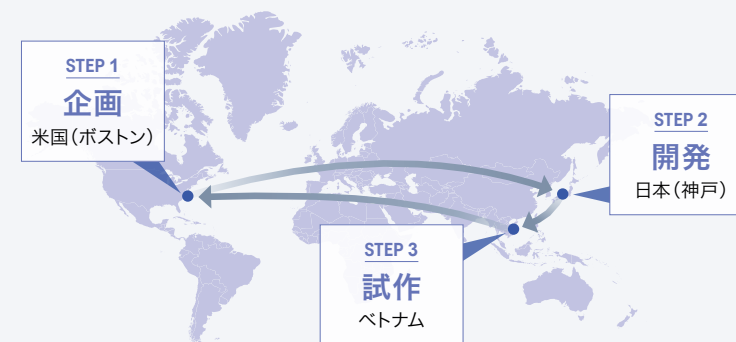 STEP 1
企画
米国（ボストン）
STEP 2
開発
日本（神戸）
STEP 3
試作
ベトナム